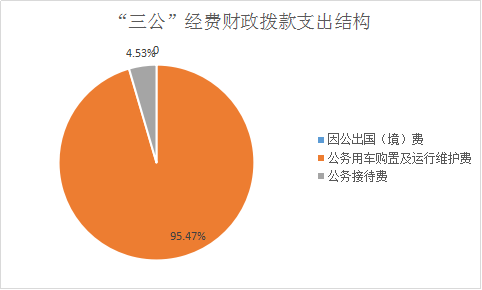 “三公”经费财政拨款支出结构
4.53%
0
95.47%
因公出国（境）费
公务用车购置及运行维护费
公务接待费